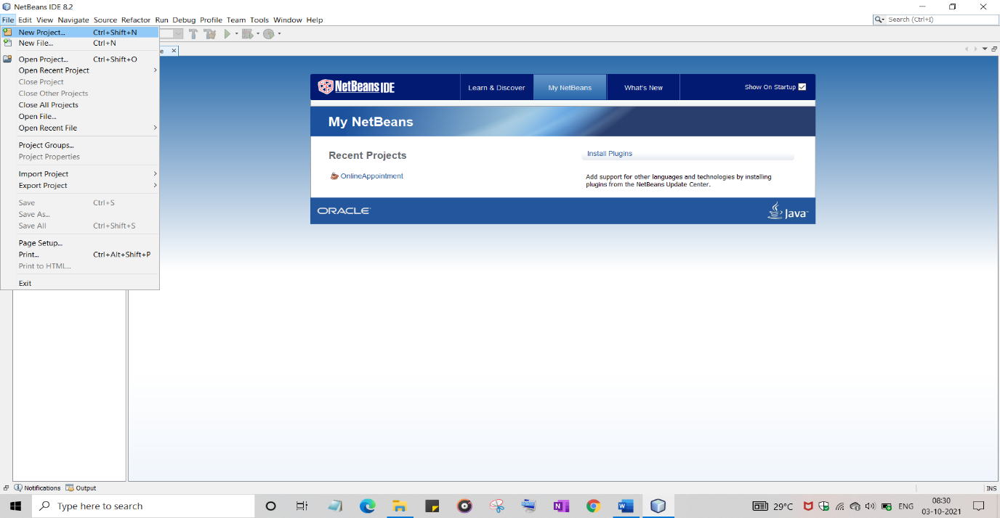 NetBeans IDE 8.2
File Edit View Navigate Source Refactor Run Debug Profile Team Tools Window Help
Search (Ctrl+I)
New Project... Ctrl+Shift+N
New File... Ctrl+N
Open Project... Ctrl+Shift+O
Open Recent Project
Close Project
Close Other Projects
Close All Projects
Open File...
Open Recent File
Project Groups...
Project Properties
Import Project
Export Project
Save Ctrl+S
Save As...
Save All Ctrl+Shift+S
Page Setup...
Print... Ctrl+Alt+Shift+P
Print to HTML...
Exit
e
NetBeans IDE
Learn & Discover
My NetBeans
What's New
Show On Startup
My NetBeans
Recent Projects
OnlineAppointment
Install Plugins
Add support for other languages and technologies by installing
plugins from the NetBeans Update Center.
ORACLE
Java
Notifications Output
INS
Type here to search
N
W
29°C
ENG
08:30
03-10-2021